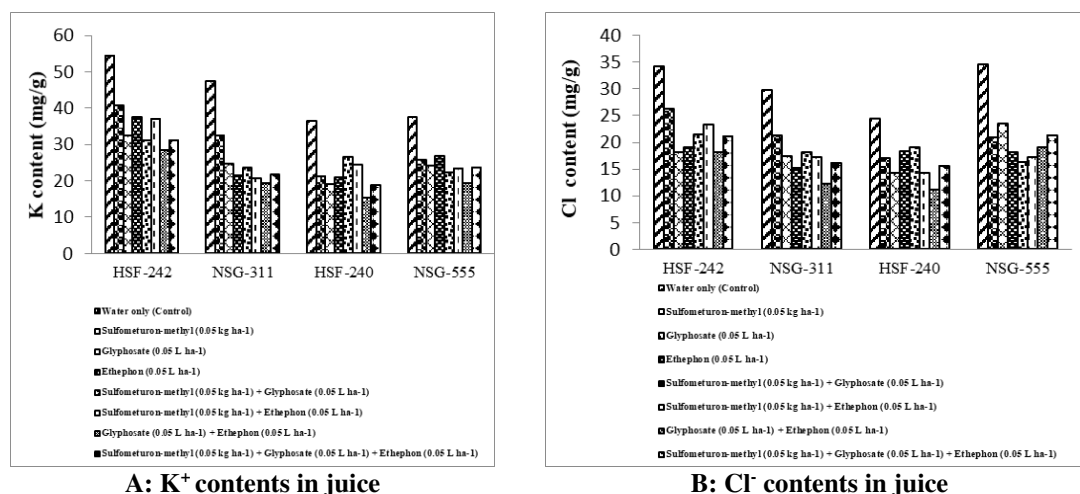 60
50
40
30
20
10
0
K content (mg/g)
HSF-242 NSG-311 HSF-240 NSG-555
Water only (Control)
Sulfometuron-methyl (0.05 kg ha-1)
Glyphosate (0.05 L ha-1)
Ethephon (0.05 L ha-1)
Sulfometuron-methyl (0.05 kg ha-1) + Glyphosate (0.05 L ha-1)
Sulfometuron-methyl (0.05 kg ha-1) + Ethephon (0.05 L ha-1)
Glyphosate (0.05 L ha-1) + Ethephon (0.05 L ha-1)
Sulfometuron-methyl (0.05 kg ha-1) + Glyphosate (0.05 L ha-1) + Ethephon (0.05 L ha-1)
A: K⁺ contents in juice
40
35
30
25
20
15
10
5
0
Cl content (mg/g)
HSF-242 NSG-311 HSF-240 NSG-555
Water only (Control)
Sulfometuron-methyl (0.05 kg ha-1)
Glyphosate (0.05 L ha-1)
Ethephon (0.05 L ha-1)
Sulfometuron-methyl (0.05 kg ha-1) + Glyphosate (0.05 L ha-1)
Sulfometuron-methyl (0.05 kg ha-1) + Ethephon (0.05 L ha-1)
Glyphosate (0.05 L ha-1) + Ethephon (0.05 L ha-1)
Sulfometuron-methyl (0.05 kg ha-1) + Glyphosate (0.05 L ha-1) + Ethephon (0.05 L ha-1)
B: Cl⁻ contents in juice